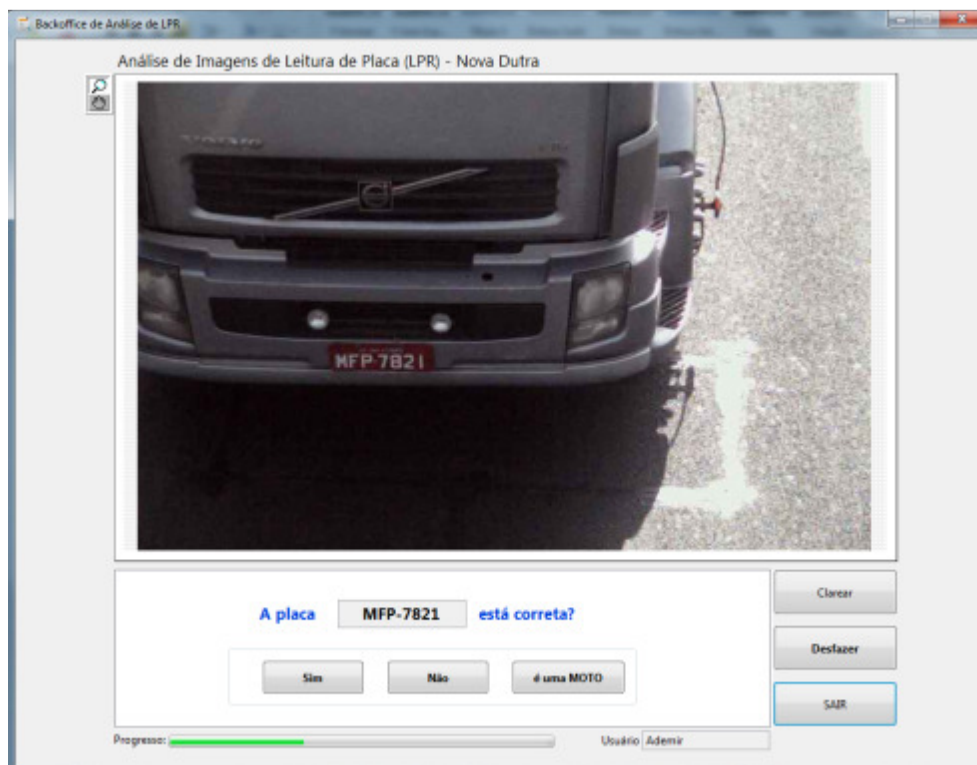 Backoffice de Análise de LPR
Análise de Imagens de Leitura de Placa (LPR) - Nova Dutra
VOLVO
MFP-7821
A placa MFP-7821 está correta?
Sim Não é uma MOTO
Clarear
Desfazer
SAIR
Progresso: Usuário Ademir